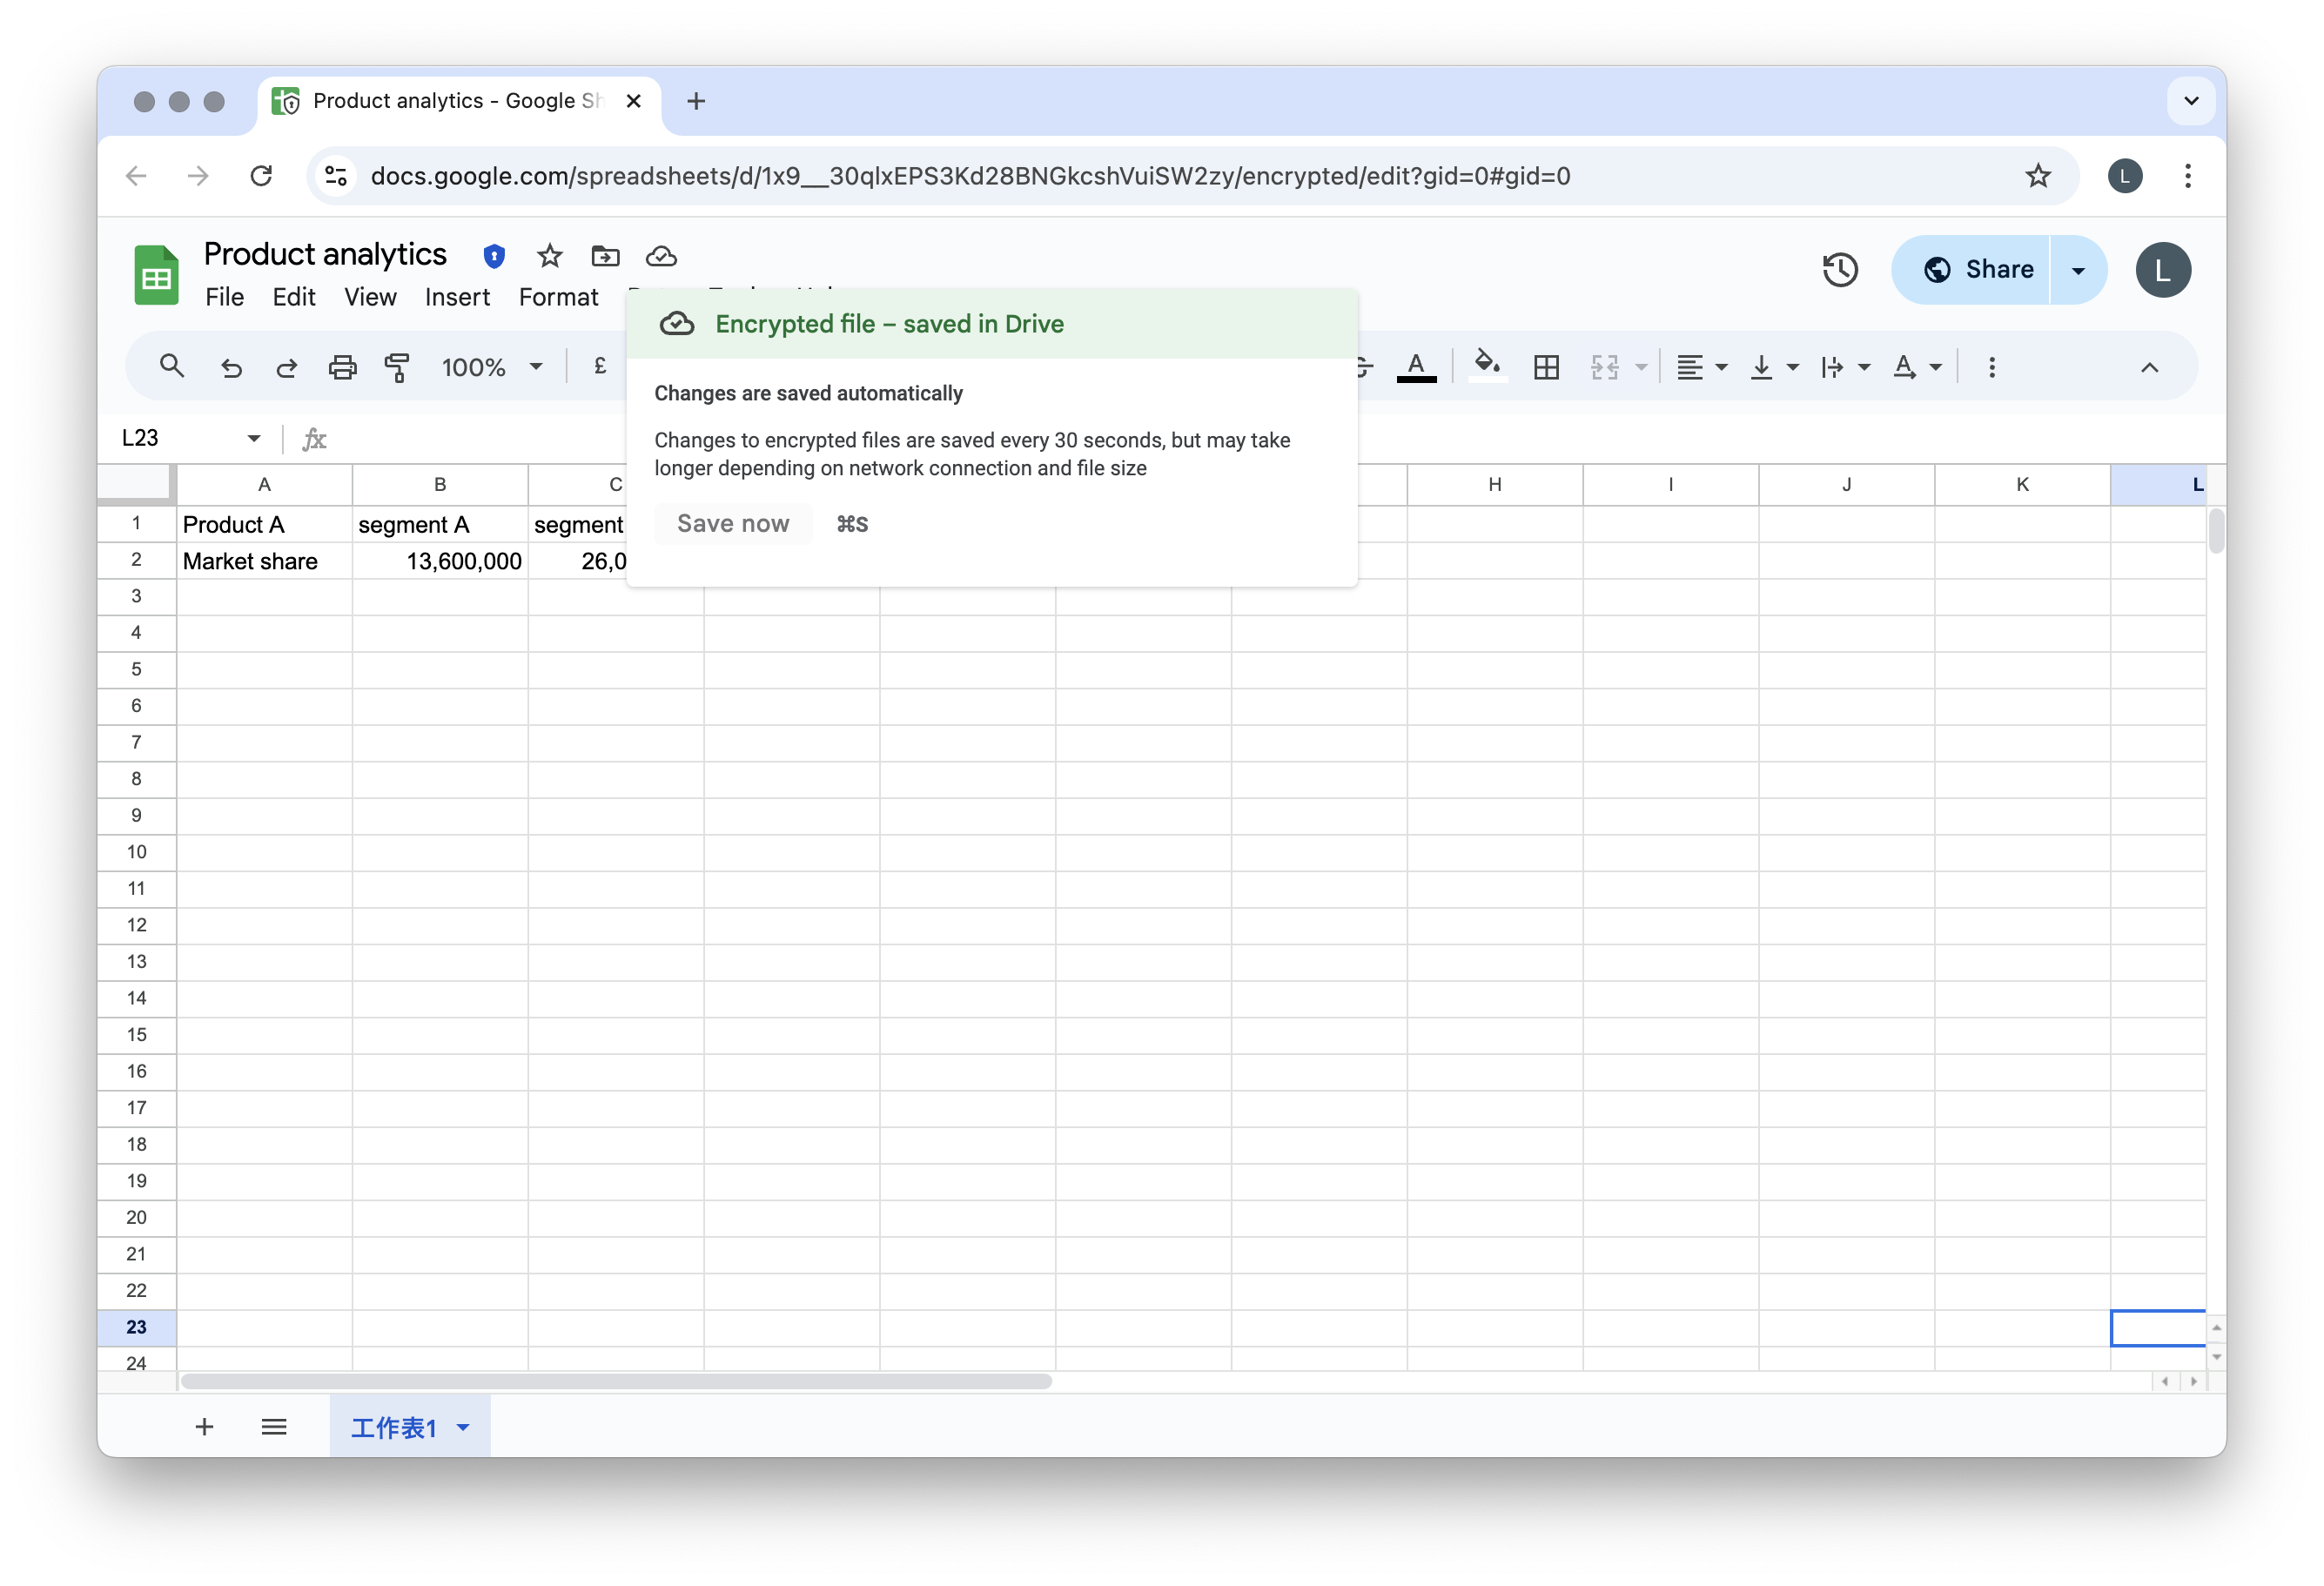 Product analytics - Google Sh
docs.google.com/spreadsheets/d/1x9__30qlxEPS3Kd28BNGkcshVuiSW2zy/encrypted/edit?gid=0#gid=0
L
Product analytics
File Edit View Insert Format
Share
L
100%
£
A
A
Encrypted file – saved in Drive
Changes are saved automatically
Changes to encrypted files are saved every 30 seconds, but may take
longer depending on network connection and file size
Save now ⌘S
L23
fx
A B C H I J K L
1 Product A segment A segment
2 Market share 13,600,000 26,0
3
4
5
6
7
8
9
10
11
12
13
14
15
16
17
18
19
20
21
22
23
24
工作表1